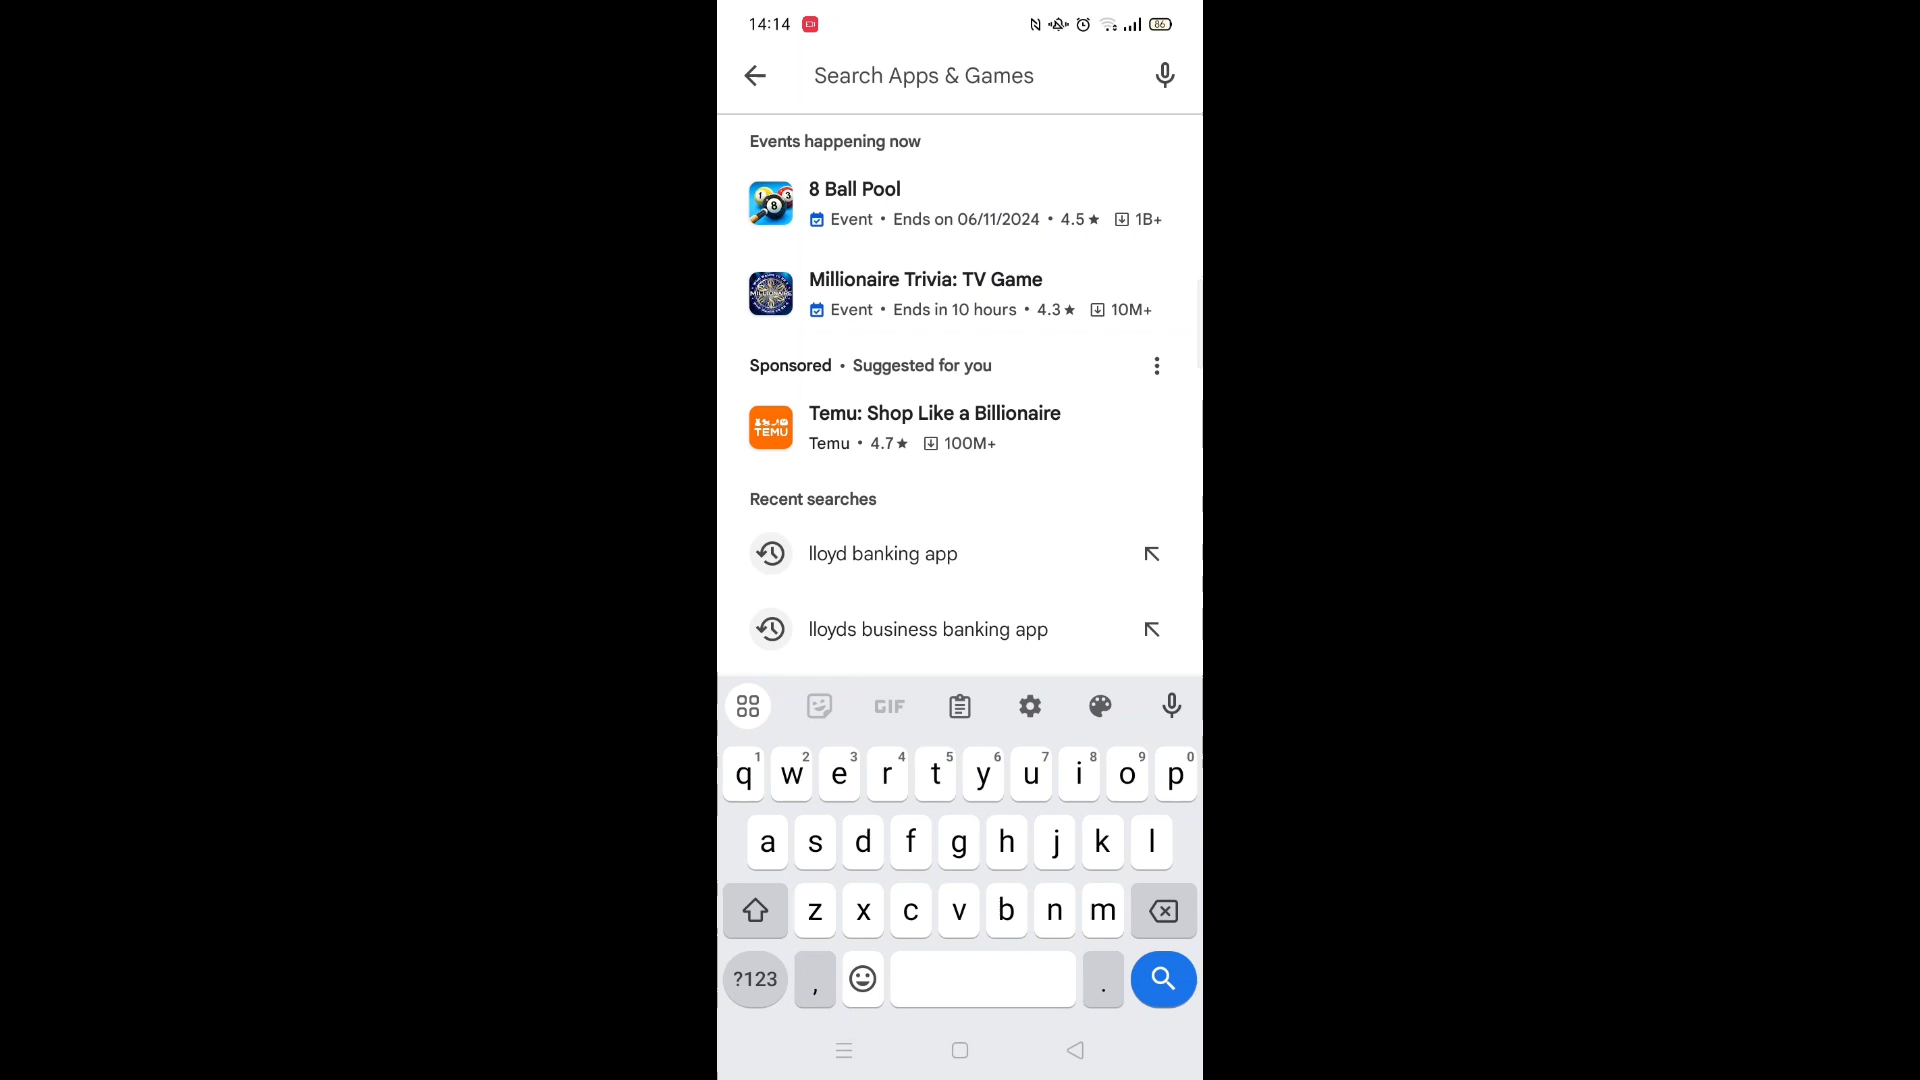 14:14 86
Search Apps & Games
Events happening now
8 Ball Pool
Event • Ends on 06/11/2024 • 4.5★ 1B+
Millionaire Trivia: TV Game
Event • Ends in 10 hours • 4.3★ 10M+
Sponsored • Suggested for you
Temu: Shop Like a Billionaire
TEMU
Temu • 4.7★ 100M+
Recent searches
lloyd banking app
lloyds business banking app
GIF
1 2 3 4 5 6 7 8 9 0
q w e r t y u i o p
a s d f g h j k l
z x c v b n m
?123 , .